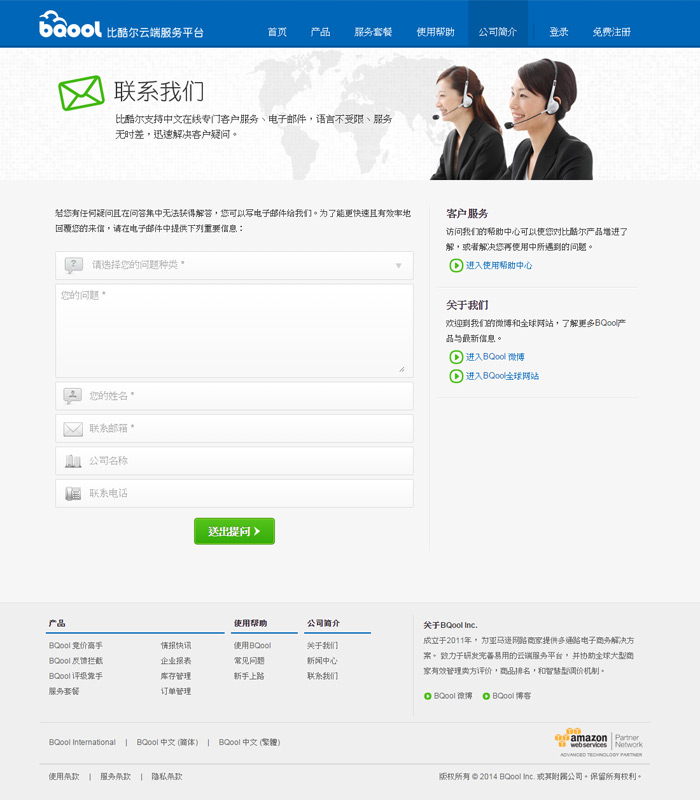 bqool 比酷尔云端服务平台
首页 产品 服务套餐 使用帮助 公司简介 登录 免费注册
联系我们
比酷尔支持中文在线专门客户服务、电子邮件，语言不受限、服务
无时差，迅速解决客户疑问。
若您有任何疑问且在问答集中无法获得解答，您可以写电子邮件给我们。为了能更快速且有效率地
回覆您的来信，请在电子邮件中提供下列重要信息：
请选择您的问题种类 *
您的问题 *
您的姓名 *
联系邮箱 *
公司名称
联系电话
送出提问
客户服务
访问我们的帮助中心可以使您对比酷尔产品增进了
解，或者解决您再使用中所遇到的问题。
进入使用帮助中心
关于我们
欢迎到我们的微博和全球网站，了解更多BQool产
品与最新信息。
进入BQool 微博
进入BQool全球网站
产品 使用帮助 公司简介
BQool 竞价高手 情报快讯 使用BQool 关于我们
BQool 反馈拦截 企业报表 常见问题 新闻中心
BQool 评级高手 库存管理 新手上路 联系我们
服务套餐 订单管理
关于BQool Inc.
成立于2011年， 为亚马逊网路商家提供多通路电子商务解决方
案。 致力于研发完善易用的云端服务平台， 并协助全球大型商
家有效管理卖方评价，商品排名，和智慧型调价机制。
BQool 微博 BQool 博客
BQool International | BQool 中文 (简体) | BQool 中文 (繁體)
amazon webservices Partner Network
ADVANCED TECHNOLOGY PARTNER
使用条款 | 服务条款 | 隐私条款
版权所有 © 2014 BQool Inc. 或其附属公司。保留所有权利。